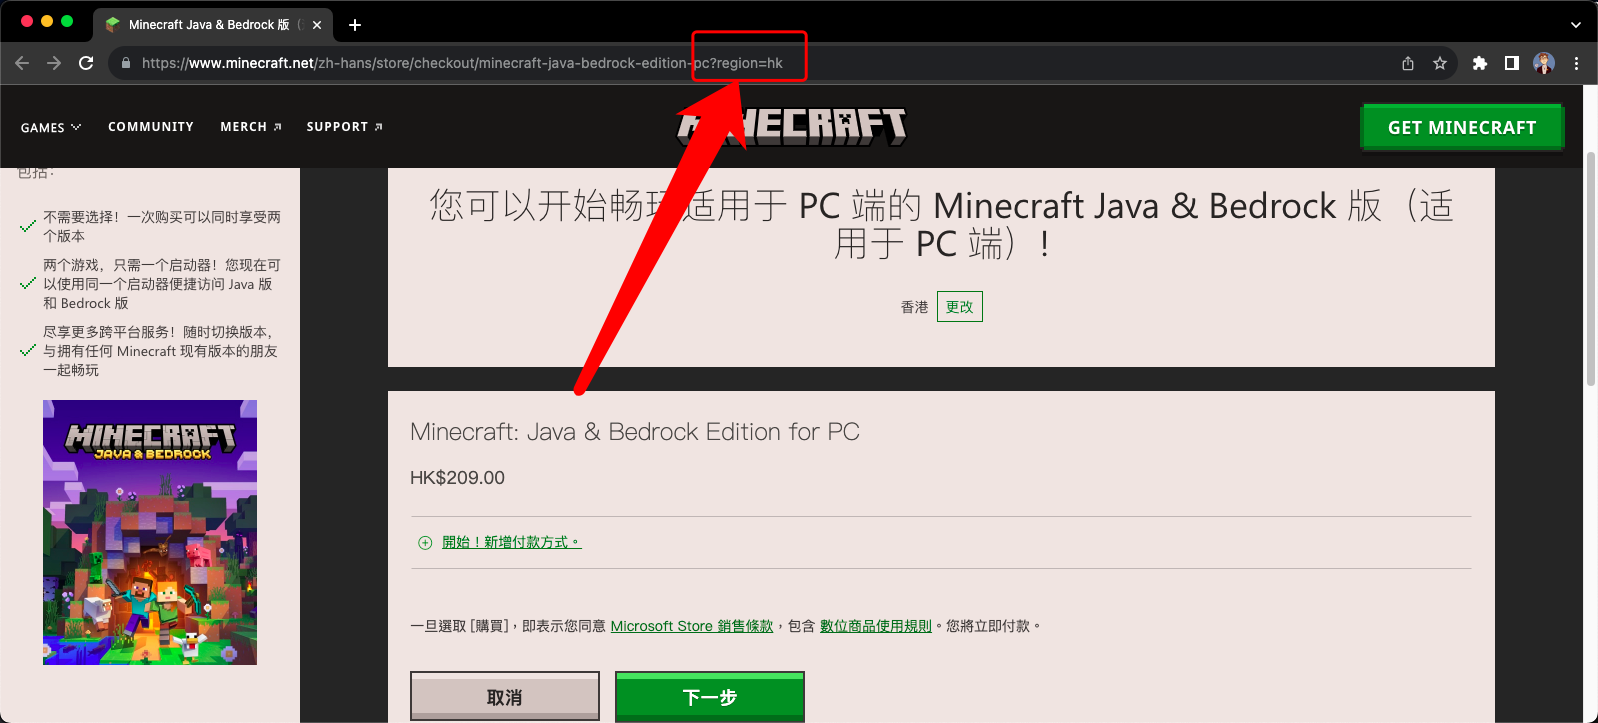 Minecraft Java & Bedrock 版
https://www.minecraft.net/zh-hans/store/checkout/minecraft-java-bedrock-edition-pc?region=hk
GAMES
COMMUNITY
MERCH
SUPPORT
MINECRAFT
GET MINECRAFT
包括：
不需要选择！一次购买可以同时享受两
个版本
两个游戏，只需一个启动器！您现在可
以使用同一个启动器便捷访问 Java 版
和 Bedrock 版
尽享更多跨平台服务！随时切换版本，
与拥有任何 Minecraft 现有版本的朋友
一起畅玩
MINECRAFT
JAVA & BEDROCK
您可以开始畅玩适用于 PC 端的 Minecraft Java & Bedrock 版（适
用于 PC 端）！
香港
更改
Minecraft: Java & Bedrock Edition for PC
HK$209.00
開始！新增付款方式。
一旦選取 [購買]，即表示您同意 Microsoft Store 銷售條款，包含 數位商品使用規則。您將立即付款。
取消
下一步